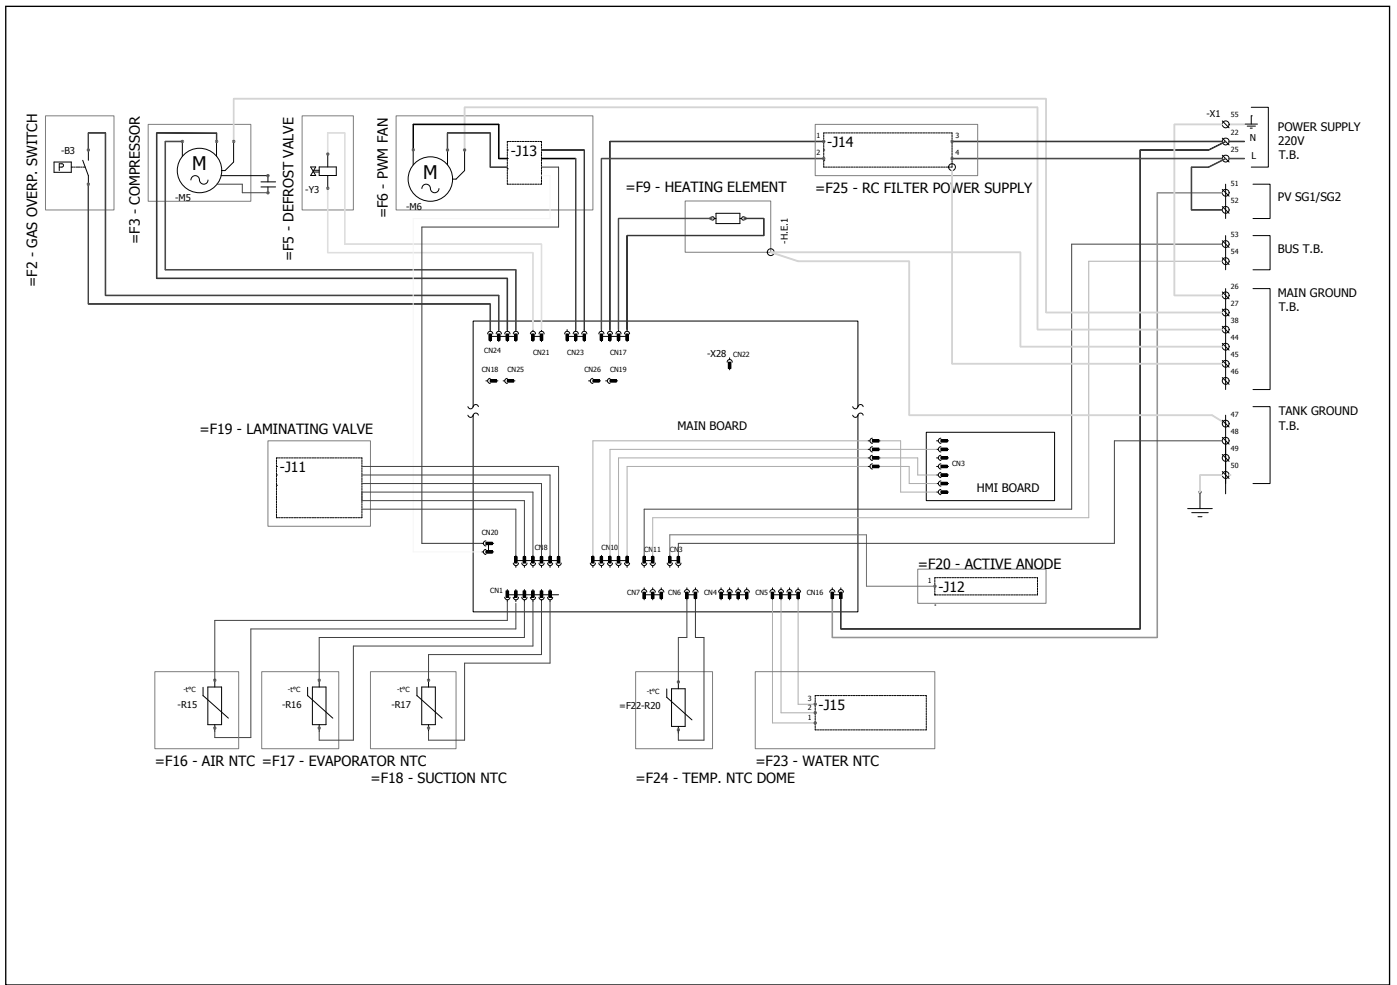 =F2 - GAS OVERP. SWITCH
-B3
P
=F3 - COMPRESSOR
M
-M5
=F5 - DEFROST VALVE
-Y3
=F6 - PWM FAN
M
-M6
-J13
=F9 - HEATING ELEMENT
-H.E.1
1
2
-J14
3
4
=F25 - RC FILTER POWER SUPPLY
-X1
55
22
N
25
L
POWER SUPPLY
220V
T.B.
51
52
PV SG1/SG2
53
54
BUS T.B.
26
27
38
44
45
46
MAIN GROUND
T.B.
47
48
49
50
TANK GROUND
T.B.
CN24
CN21
CN23
CN17
-X28
CN22
CN18
CN25
CN26
CN19
MAIN BOARD
=F19 - LAMINATING VALVE
-J11
CN3
HMI BOARD
CN20
CN8
CN10
CN11
CN3
=F20 - ACTIVE ANODE
1
-J12
CN1
CN7
CN6
CN4
CN5
CN16
-t°C
-R15
-t°C
-R16
-t°C
-R17
-t°C
=F22-R20
3
2
1
-J15
=F16 - AIR NTC
=F17 - EVAPORATOR NTC
=F18 - SUCTION NTC
=F24 - TEMP. NTC DOME
=F23 - WATER NTC